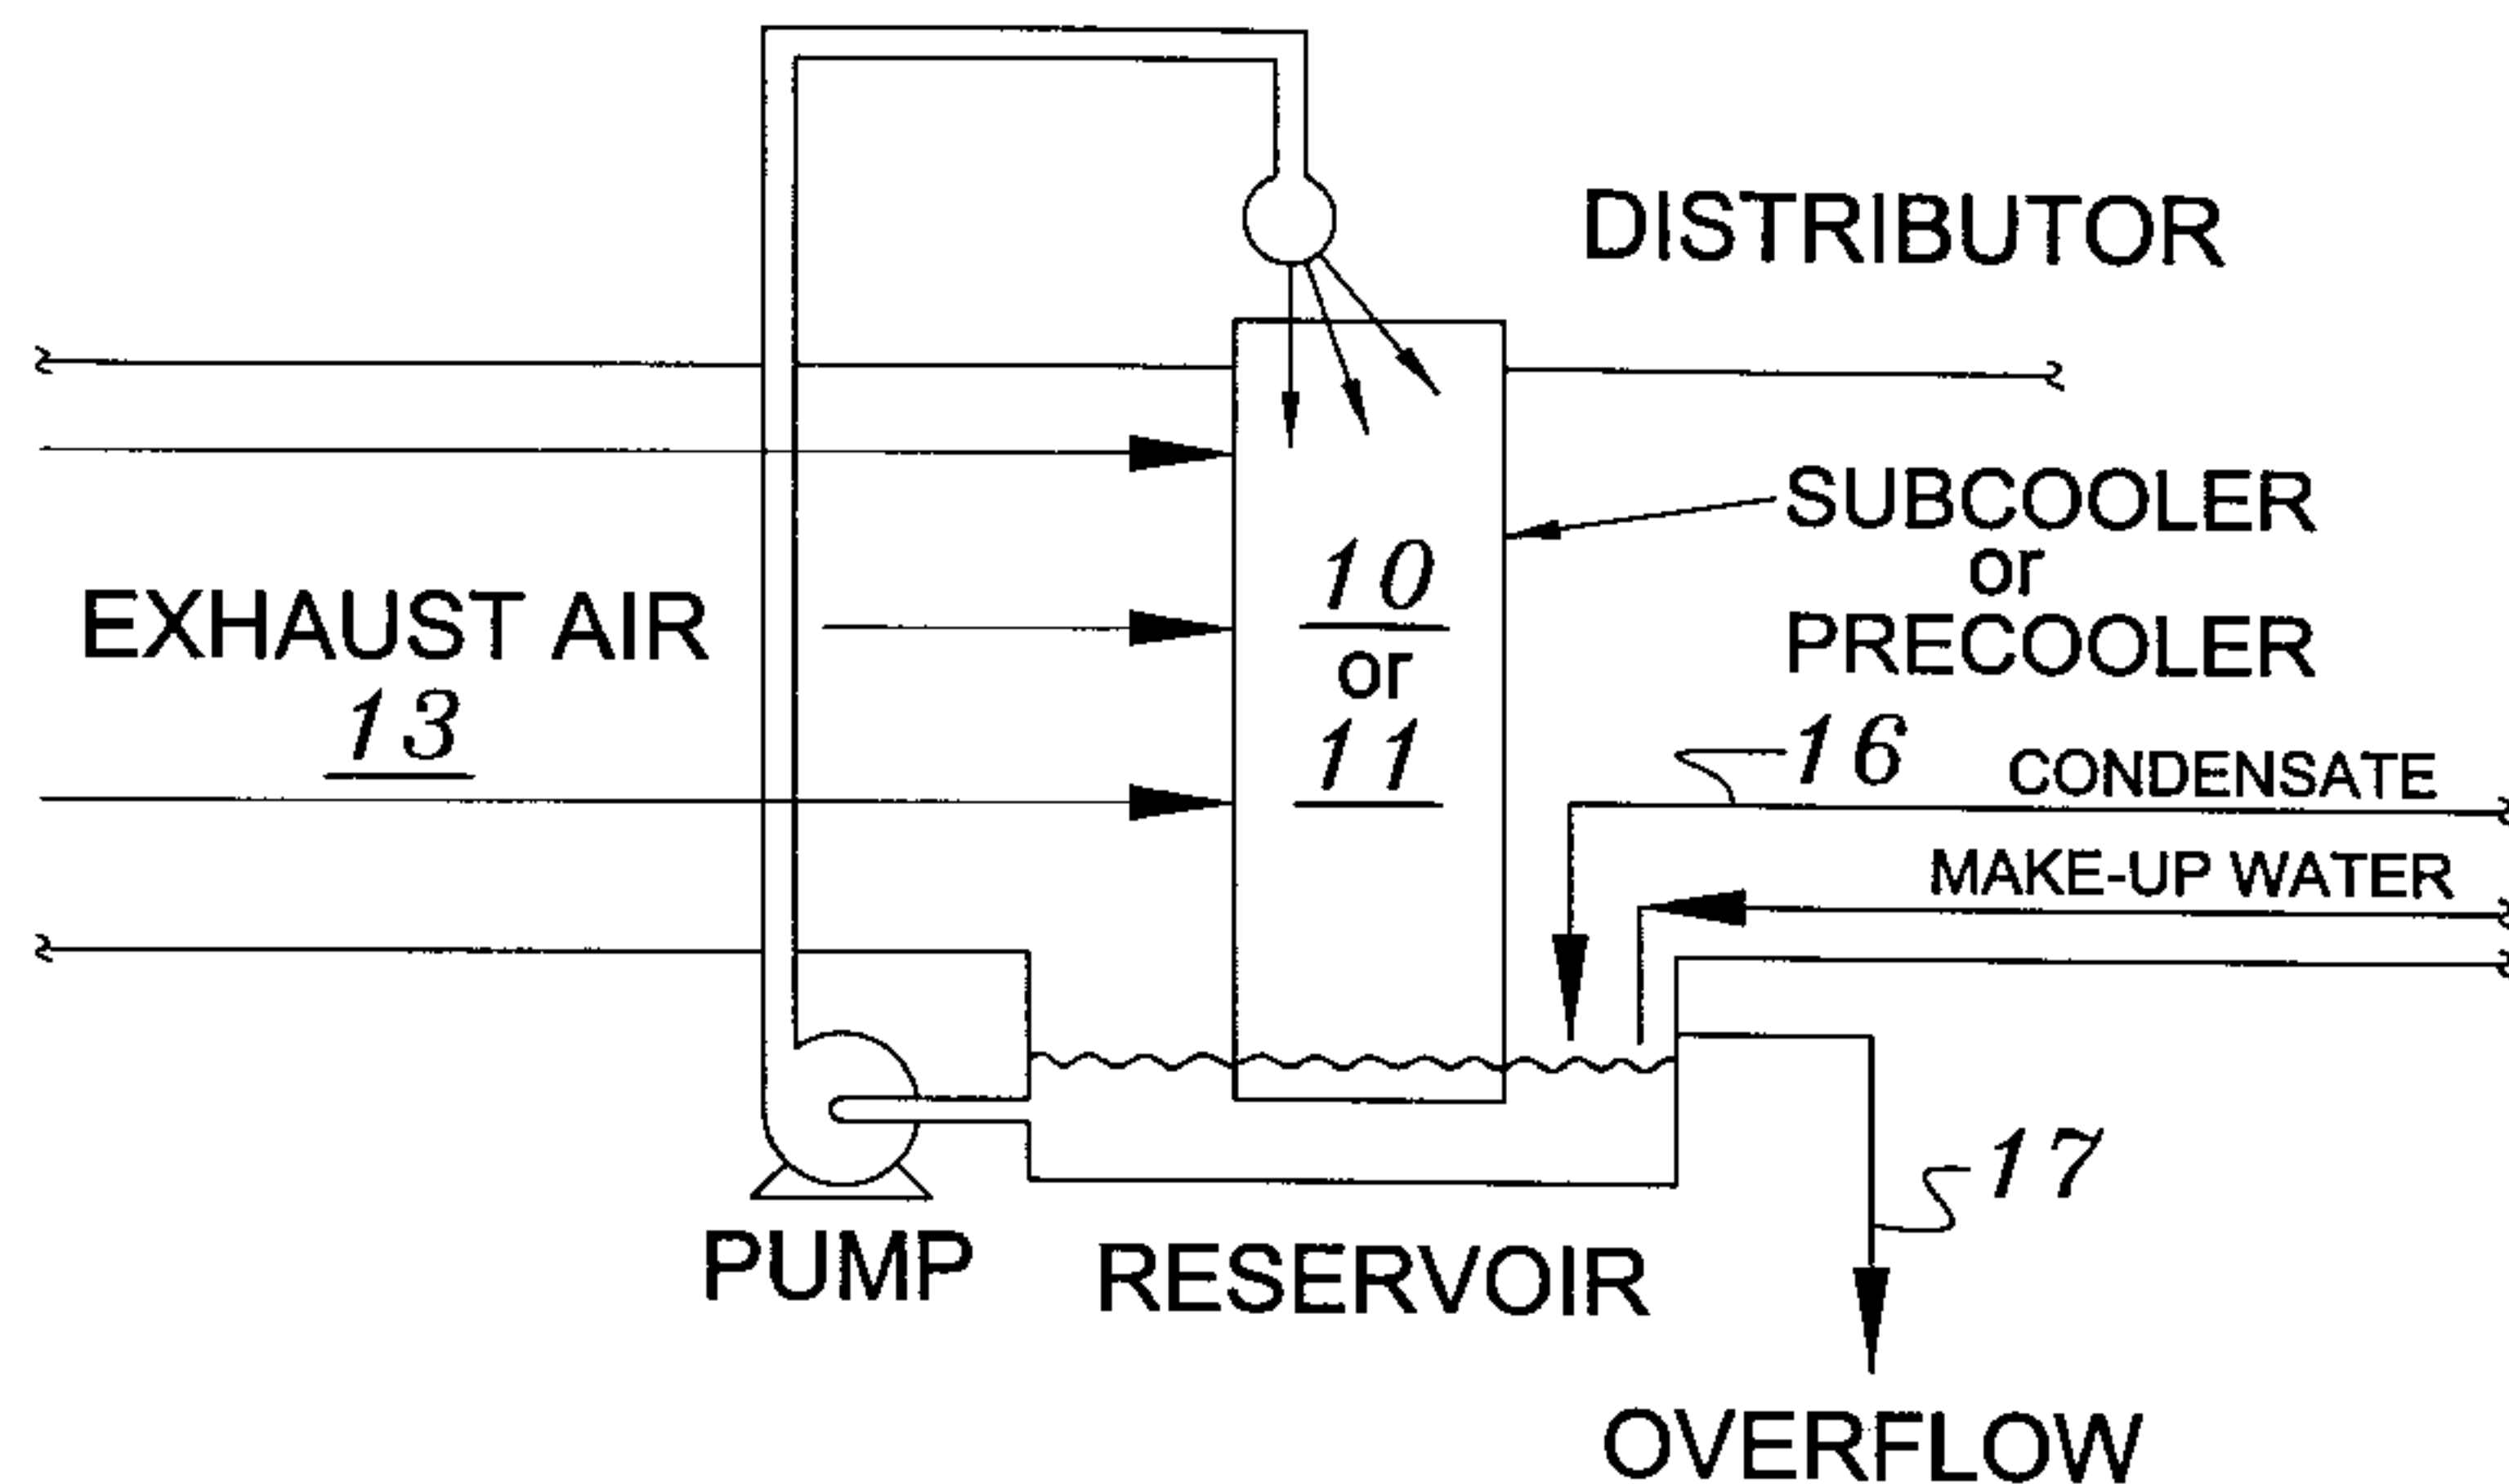 DISTRIBUTOR
SUBCOOLER
or
PRECOOLER
10
or
11
EXHAUST AIR
13
16
CONDENSATE
MAKE-UP WATER
17
PUMP
RESERVOIR
OVERFLOW